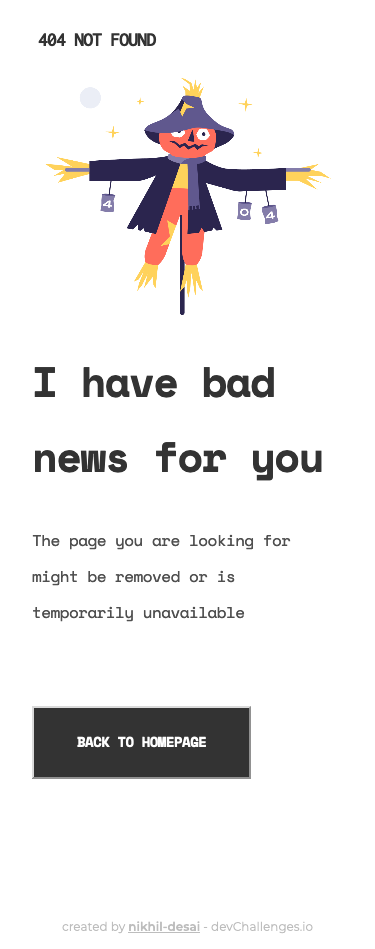 404 NOT FOUND
4
0 4
I have bad
news for you
The page you are looking for
might be removed or is
temporarily unavailable
BACK TO HOMEPAGE
created by nikhil-desai - devChallenges.io